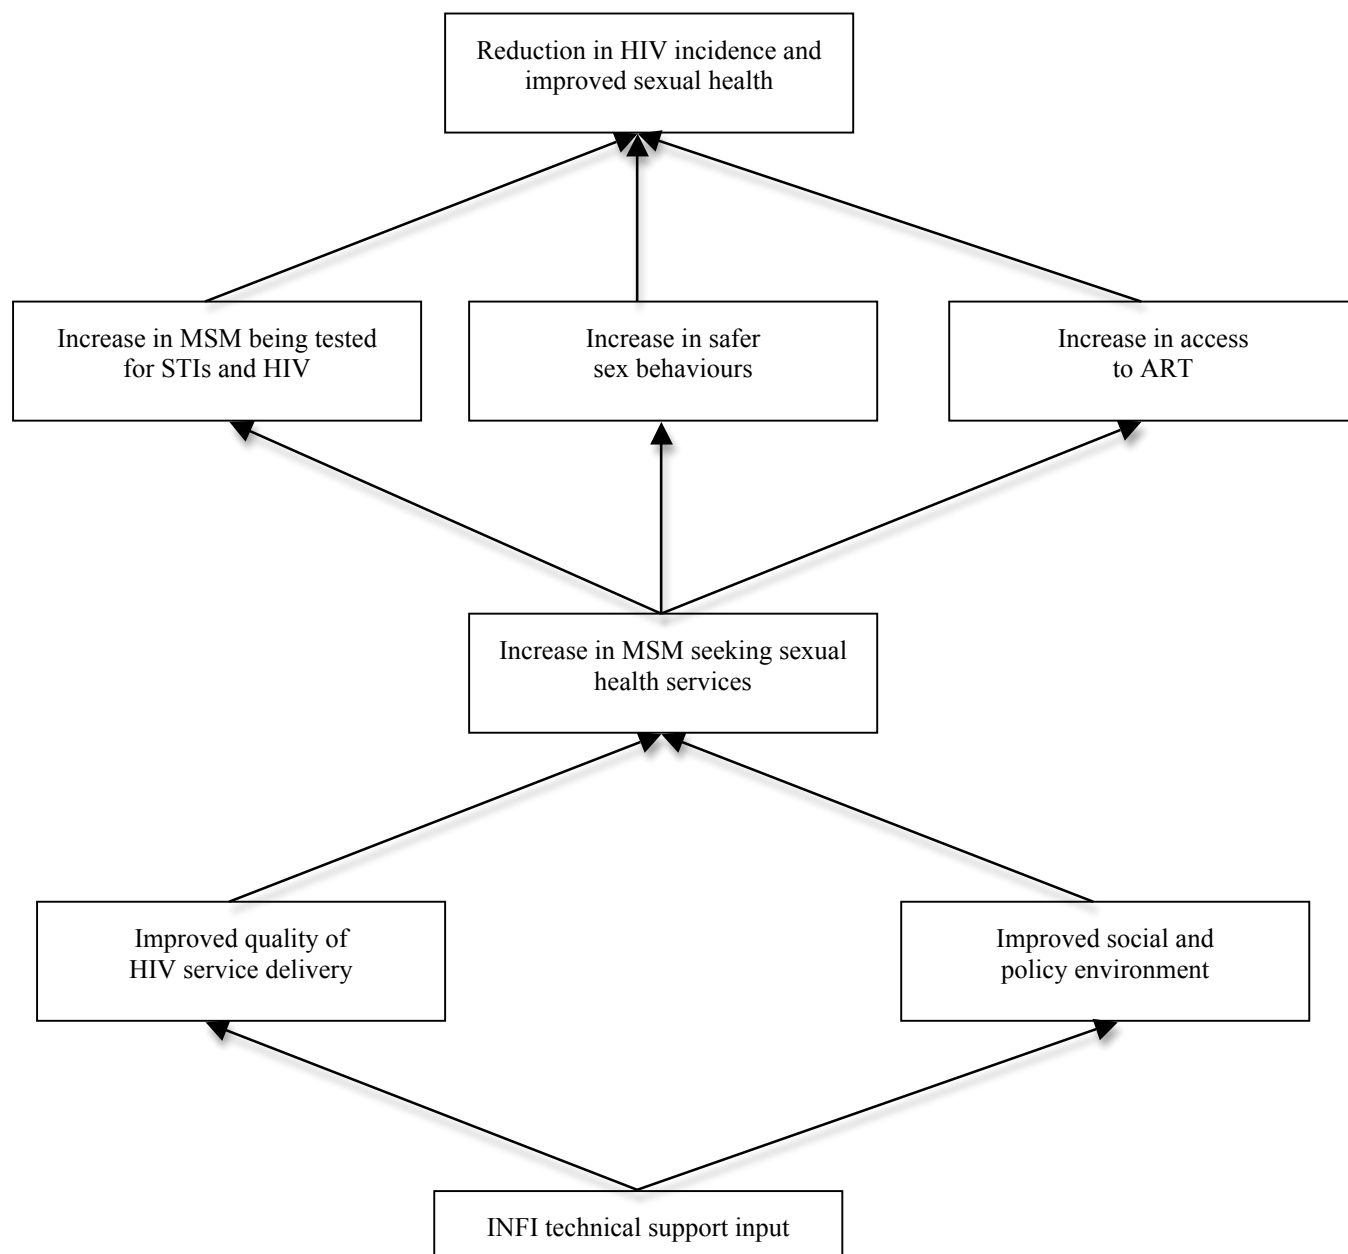 Reduction in HIV incidence and
improved sexual health
Increase in MSM being tested
for STIs and HIV
Increase in safer
sex behaviours
Increase in access
to ART
Increase in MSM seeking sexual
health services
Improved quality of
HIV service delivery
Improved social and
policy environment
INFI technical support input